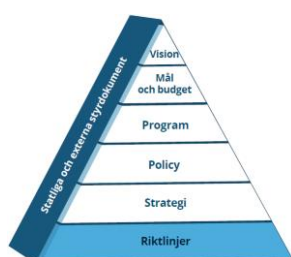 Statliga och externa styrdokument
Vision
Mål
och budget
Program
Policy
Strategi
Riktlinjer